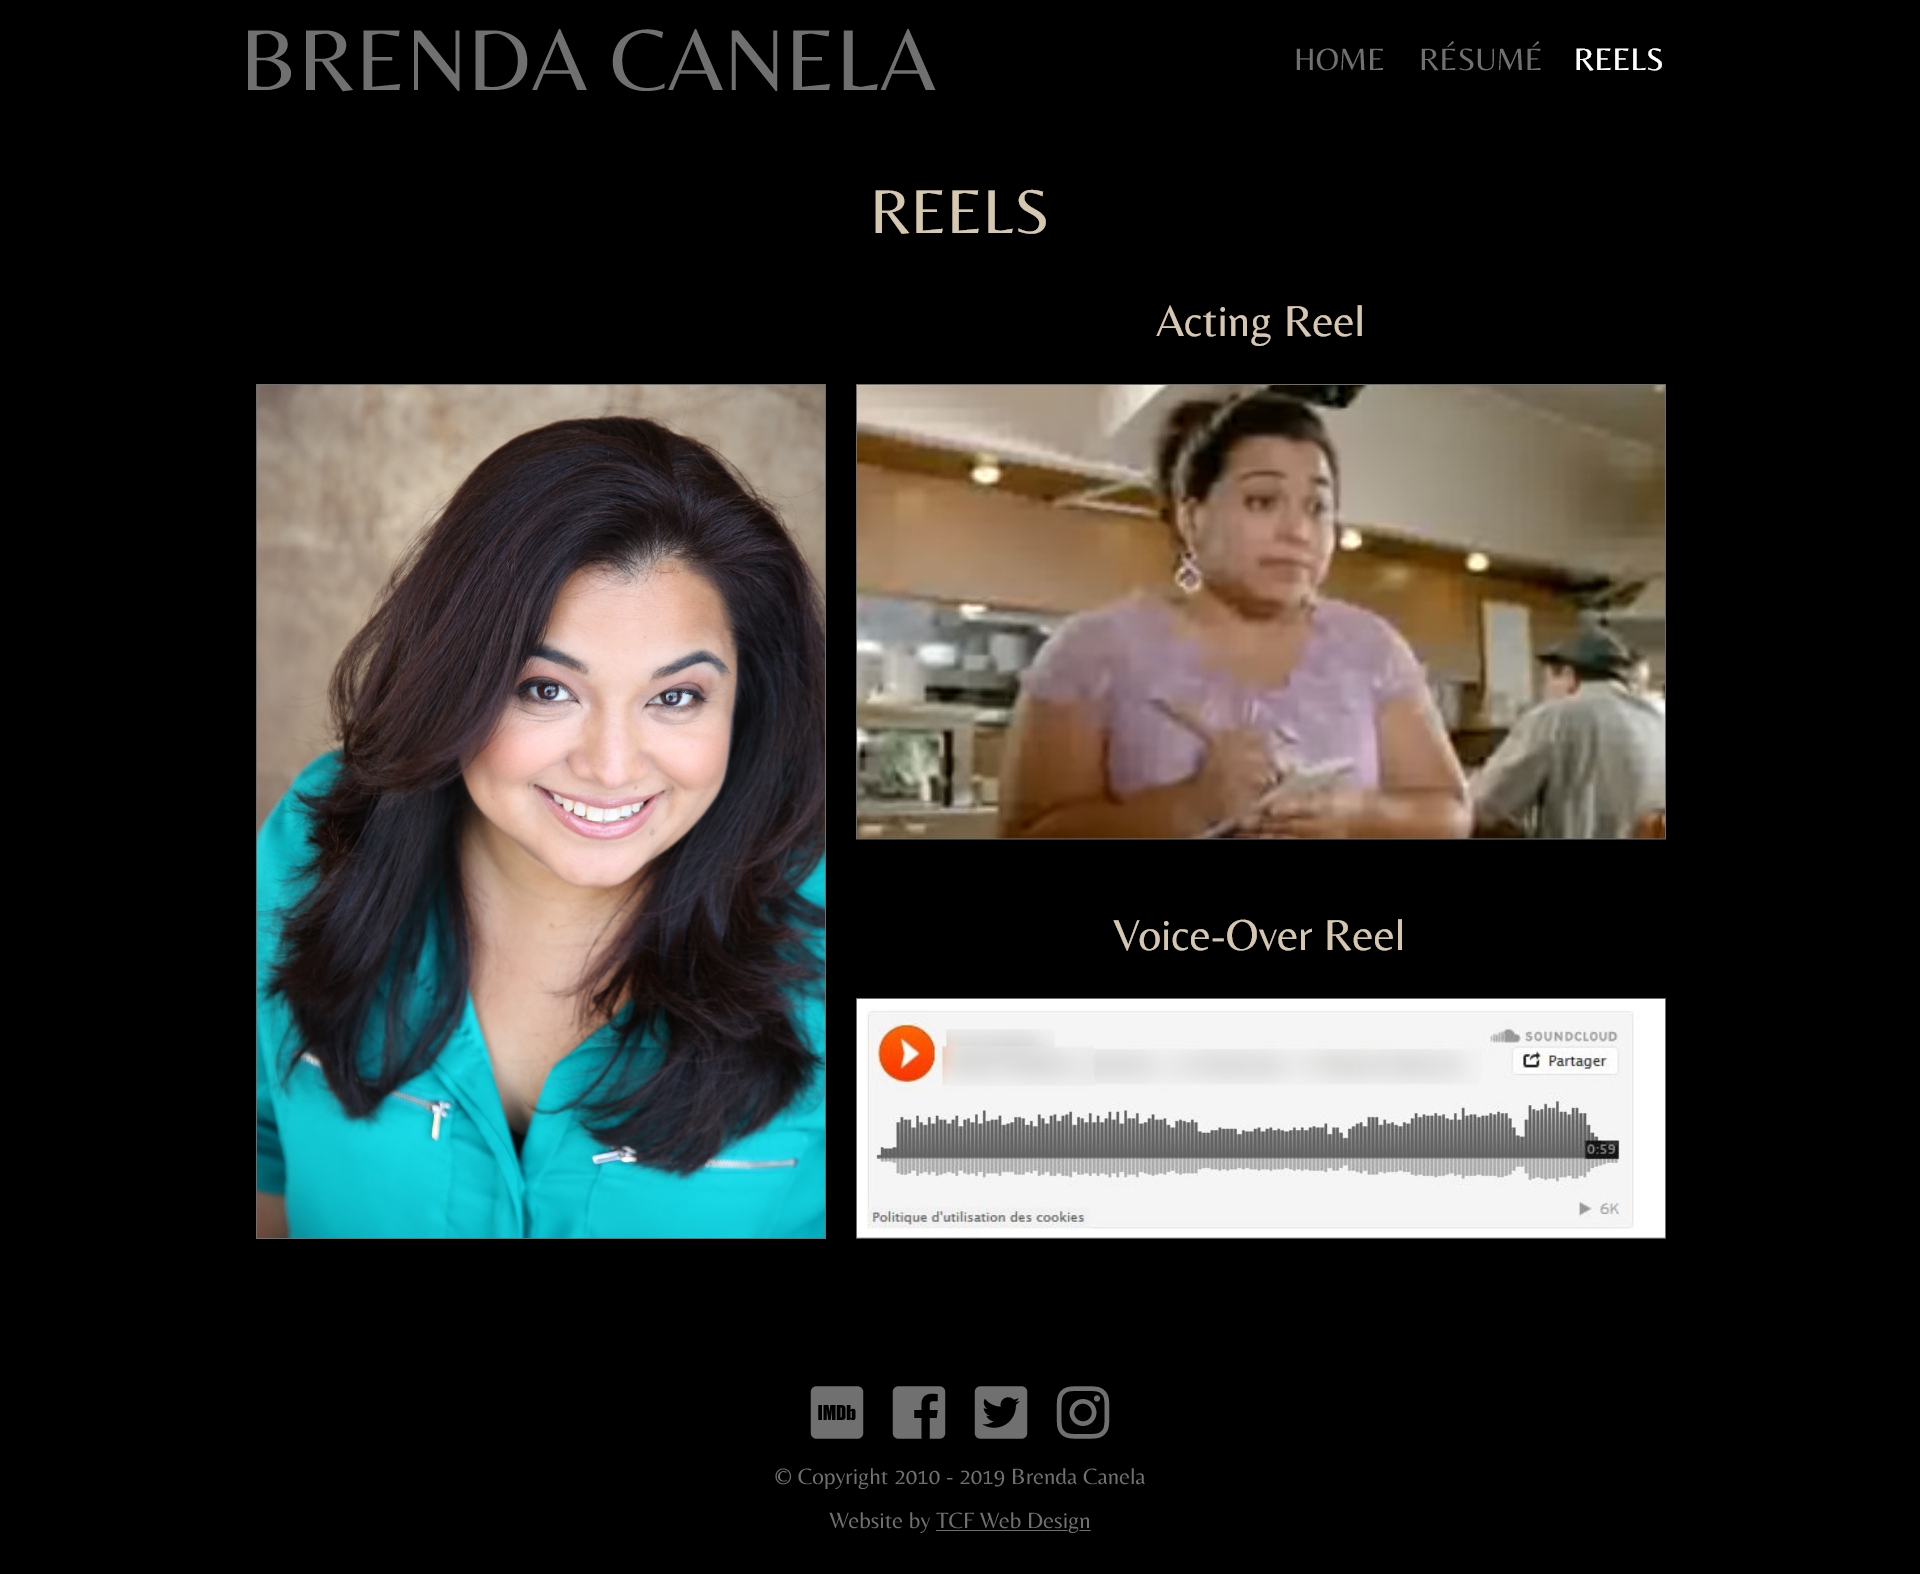 BRENDA CANELA
HOME RÉSUMÉ REELS
REELS
Acting Reel
Voice-Over Reel
SOUNDCLOUD
Partager
0:59
6K
Politique d'utilisation des cookies
IMDb
© Copyright 2010 - 2019 Brenda Canela
Website by TCF Web Design